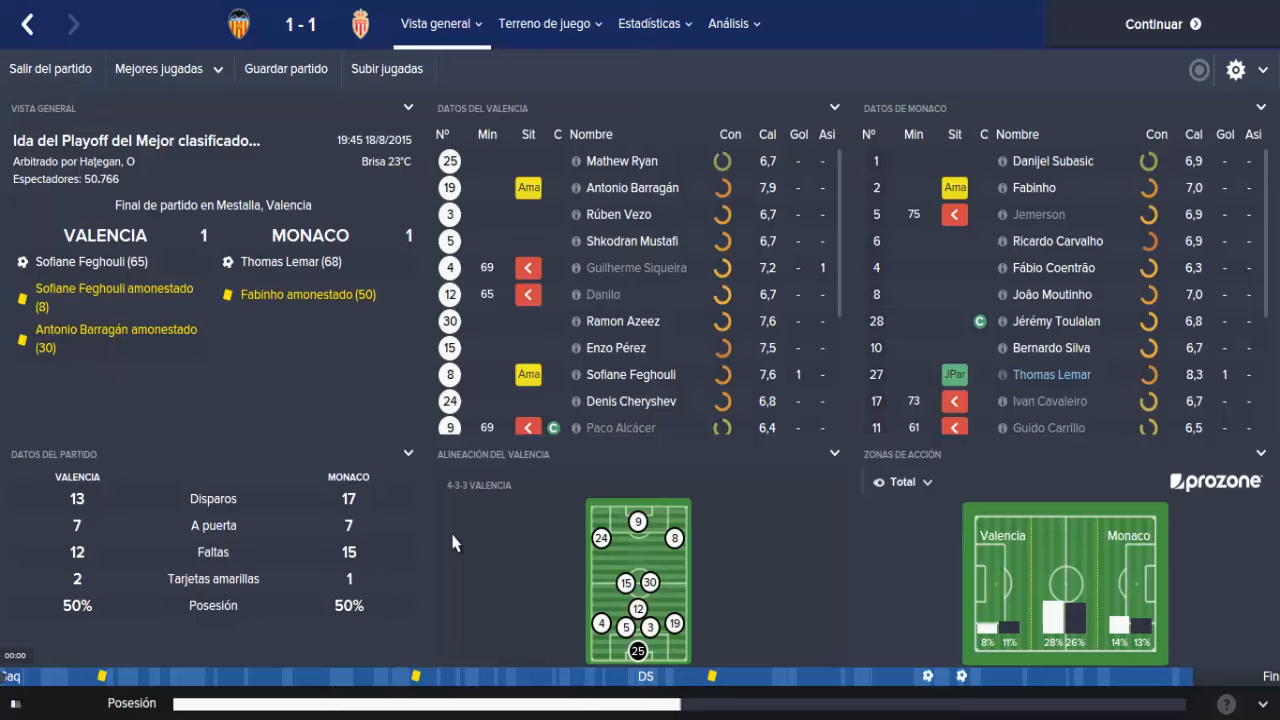 1 - 1
Vista general
Terreno de juego
Estadísticas
Análisis
Continuar
Salir del partido
Mejores jugadas
Guardar partido
Subir jugadas
VISTA GENERAL
Ida del Playoff del Mejor clasificado... 19:45 18/8/2015
Arbitrado por Haţegan, O Brisa 23°C
Espectadores: 50.766
Final de partido en Mestalla, Valencia
VALENCIA 1 MONACO 1
Sofiane Feghouli (65) Thomas Lemar (68)
Sofiane Feghouli amonestado (8)
Antonio Barragán amonestado (30)
Fabinho amonestado (50)
DATOS DEL VALENCIA
Nº Min Sit C Nombre Con Cal Gol Asi
25 Mathew Ryan 6,7 - -
19 Ama Antonio Barragán 7,9 - -
3 Rúben Vezo 6,7 - -
5 Shkodran Mustafi 6,7 - -
4 69 Guilherme Siqueira 7,2 - 1
12 65 Danilo 6,7 - -
30 Ramon Azeez 7,6 - -
15 Enzo Pérez 7,5 - -
8 Ama Sofiane Feghouli 7,6 1 -
24 Denis Cheryshev 6,8 - -
9 69 C Paco Alcácer 6,4 - -
DATOS DE MONACO
Nº Min Sit C Nombre Con Cal Gol Asi
1 Danijel Subasic 6,9 - -
2 Ama Fabinho 7,0 - -
5 75 Jemerson 6,9 - -
6 Ricardo Carvalho 6,9 - -
4 Fábio Coentrão 6,3 - -
8 João Moutinho 7,0 - -
28 C Jérémy Toulalan 6,8 - -
10 Bernardo Silva 6,7 - -
27 JPar Thomas Lemar 8,3 1 -
17 73 Ivan Cavaleiro 6,7 - -
11 61 Guido Carrillo 6,5 - -
DATOS DEL PARTIDO
VALENCIA MONACO
13 Disparos 17
7 A puerta 7
12 Faltas 15
2 Tarjetas amarillas 1
50% Posesión 50%
ALINEACIÓN DEL VALENCIA
4-3-3 VALENCIA
9
24 8
15 30
12
4 5 3 19
25
ZONAS DE ACCIÓN
Total
prozone
Valencia Monaco
8% 11% 28% 26% 14% 13%
00:00
DS
Fin
Posesión
?